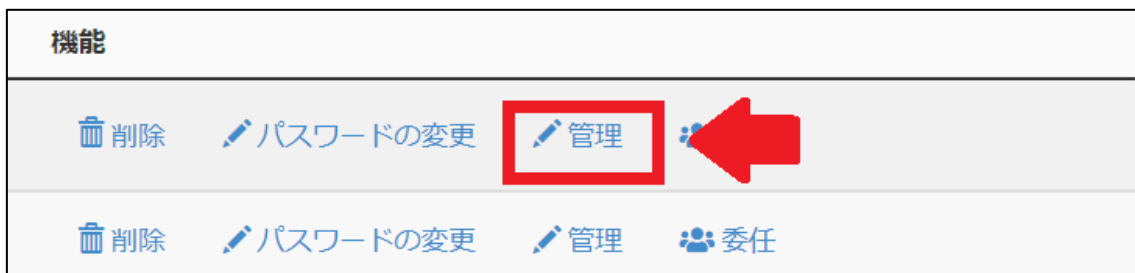 機能
削除 パスワードの変更 管理
削除 パスワードの変更 管理 委任